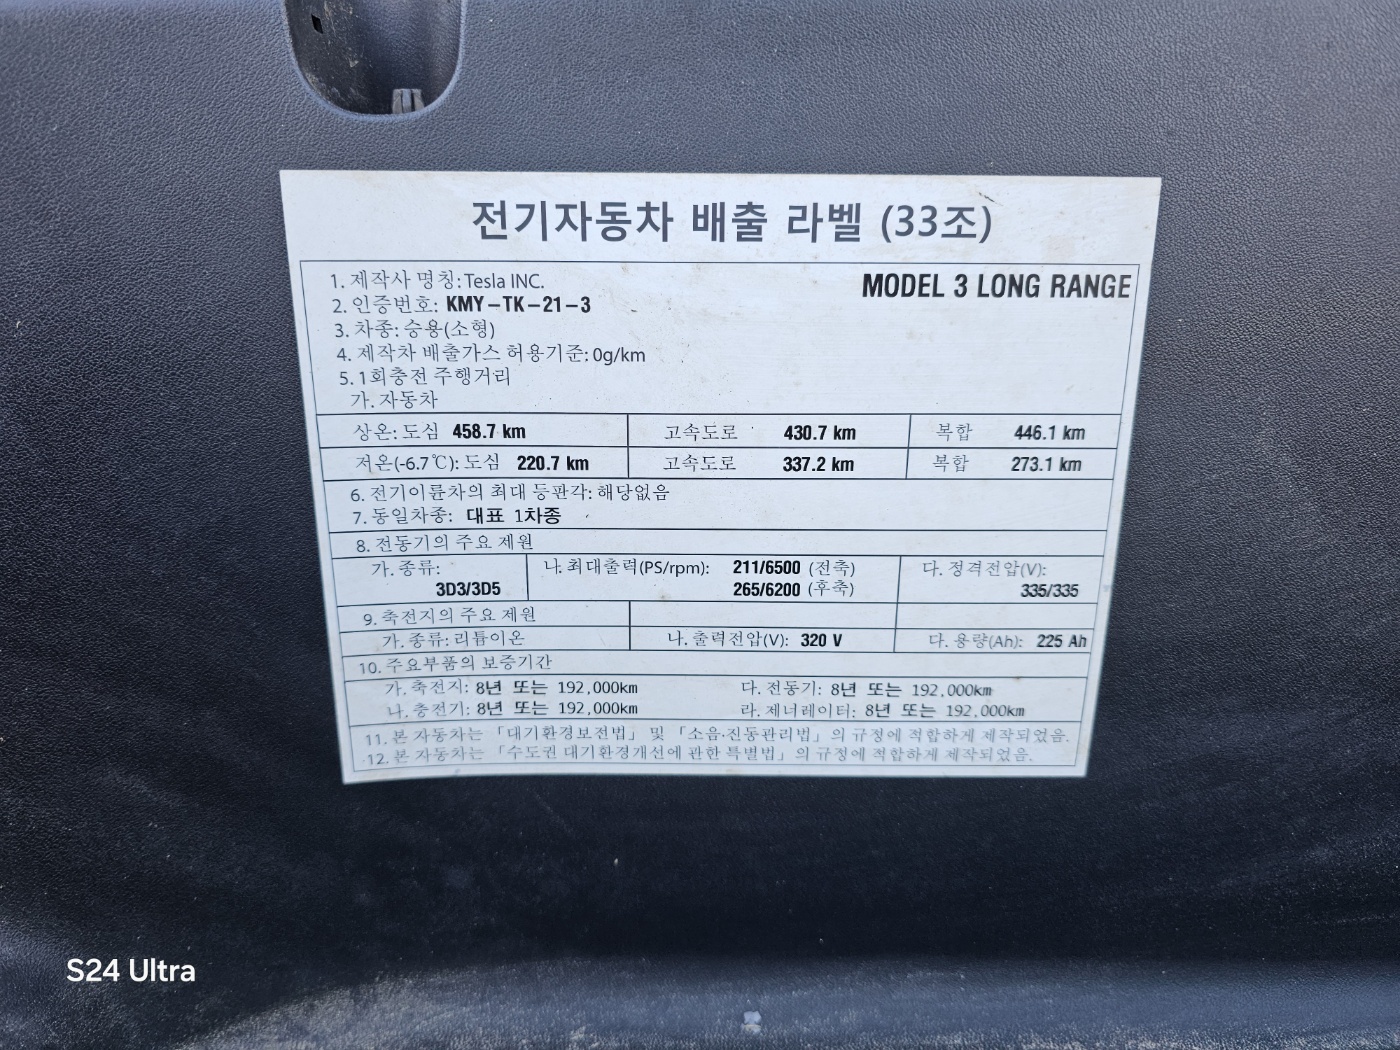 전기자동차 배출 라벨 (33조)
1. 제작사 명칭: Tesla INC.
MODEL 3 LONG RANGE
2. 인증번호: KMY-TK-21-3
3. 차종: 승용(소형)
4. 제작차 배출가스 허용기준: 0g/km
5. 1회충전 주행거리
가. 자동차
상온: 도심 458.7 km 고속도로 430.7 km 복합 446.1 km
저온(-6.7℃): 도심 220.7 km 고속도로 337.2 km 복합 273.1 km
6. 전기이륜차의 최대 등판각: 해당없음
7. 동일차종: 대표 1차종
8. 전동기의 주요 제원
가. 종류: 나. 최대출력(PS/rpm): 211/6500 (전축) 다. 정격전압(V):
3D3/3D5 265/6200 (후축) 335/335
9. 축전지의 주요 제원
가. 종류: 리튬이온 나. 출력전압(V): 320 V 다. 용량(Ah): 225 Ah
10. 주요부품의 보증기간
가. 축전지: 8년 또는 192,000km 다. 전동기: 8년 또는 192,000km
나. 충전기: 8년 또는 192,000km 라. 제너레이터: 8년 또는 192,000km
11. 본 자동차는 「대기환경보전법」 및 「소음·진동관리법」의 규정에 적합하게 제작되었음.
12. 본 자동차는 「수도권 대기환경개선에 관한 특별법」의 규정에 적합하게 제작되었음.
S24 Ultra